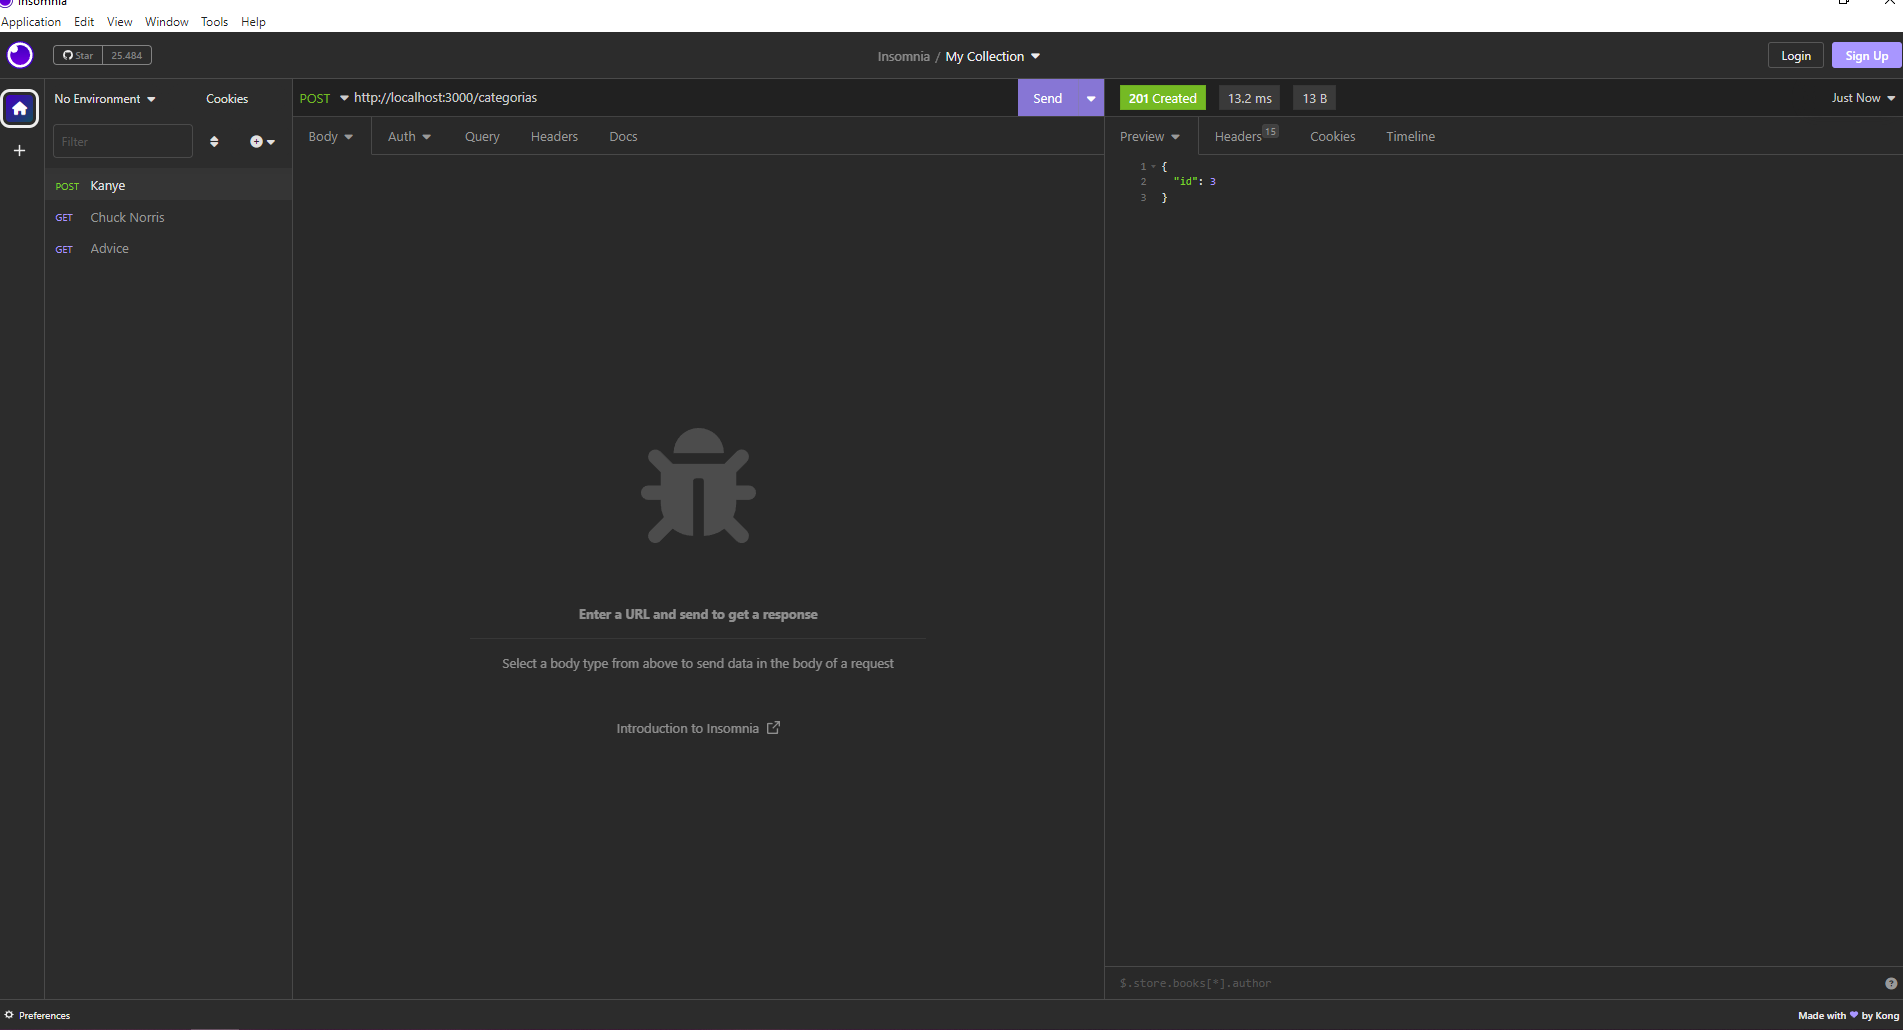 Insomnia
Application Edit View Window Tools Help
Star 25.484
Insomnia / My Collection
Login Sign Up
No Environment Cookies
POST http://localhost:3000/categorias Send
201 Created 13.2 ms 13 B Just Now
Filter
Body Auth Query Headers Docs
Preview Headers 15 Cookies Timeline
POST Kanye
GET Chuck Norris
GET Advice
1 {
2 "id": 3
3 }
Enter a URL and send to get a response
Select a body type from above to send data in the body of a request
Introduction to Insomnia
$.store.books[*].author
Preferences
Made with ♥ by Kong